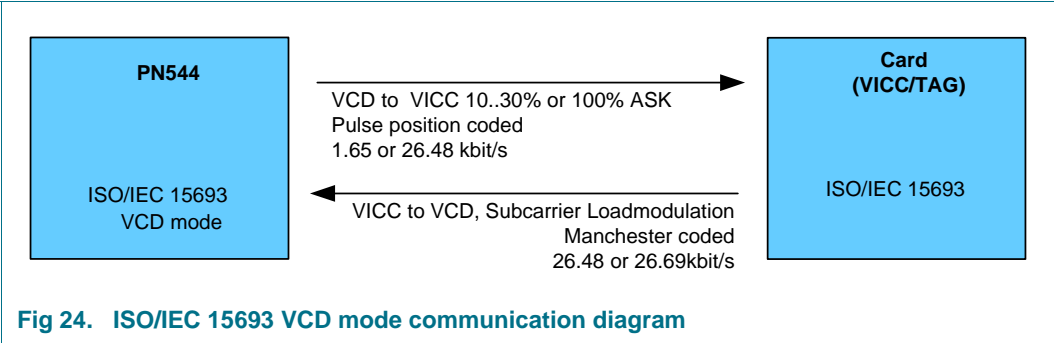 PN544
ISO/IEC 15693
VCD mode
VCD to VICC 10..30% or 100% ASK
Pulse position coded
1.65 or 26.48 kbit/s
VICC to VCD, Subcarrier Loadmodulation
Manchester coded
26.48 or 26.69kbit/s
Card
(VICC/TAG)
ISO/IEC 15693
Fig 24. ISO/IEC 15693 VCD mode communication diagram